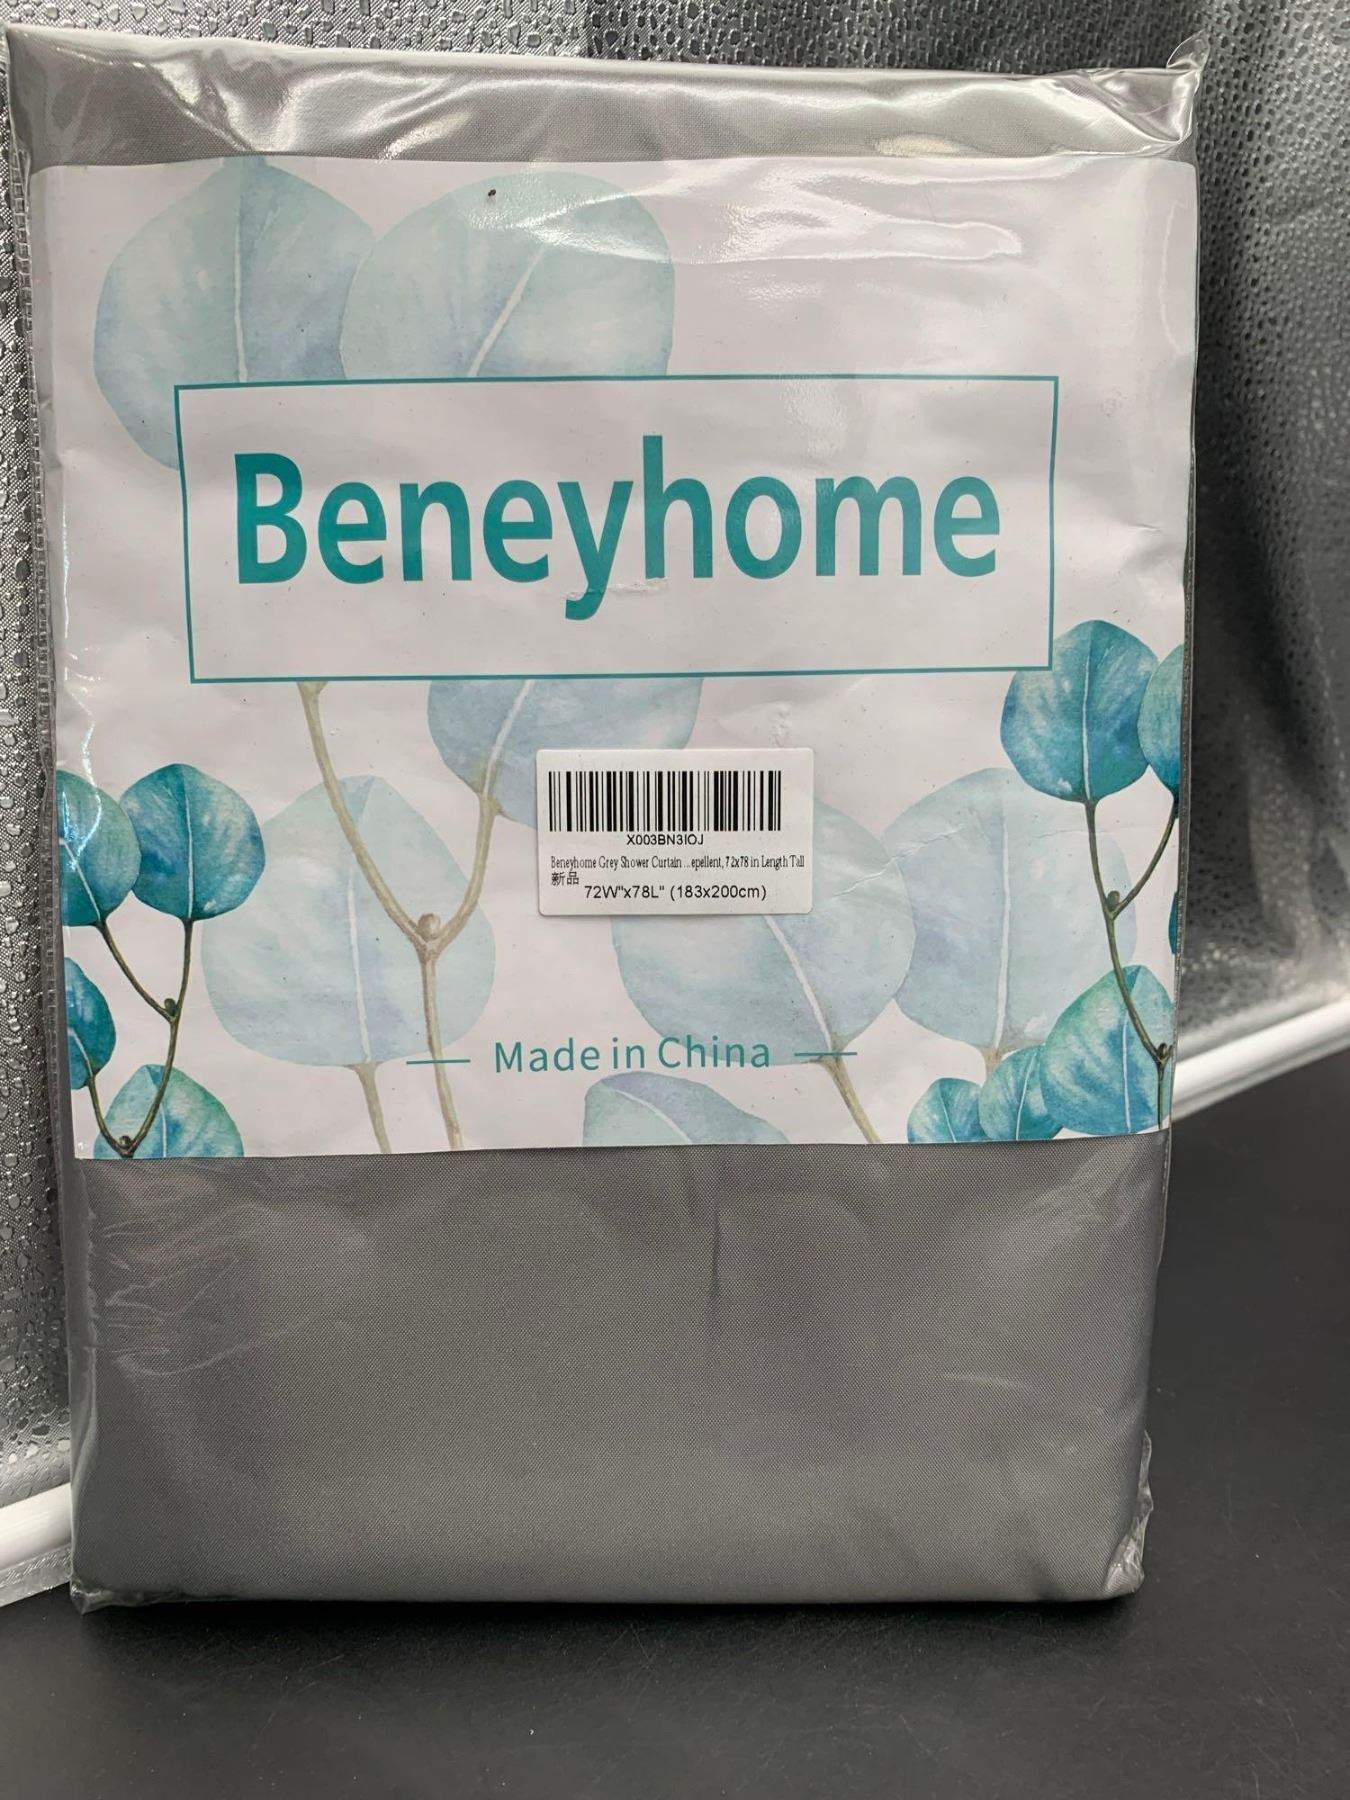 Beneyhome
X003BN3IOJ
Beneyhome Grey Shower Curtain ...epellent, 72x78 in Length Tall
新品
72W"x78L" (183x200cm)
Made in China